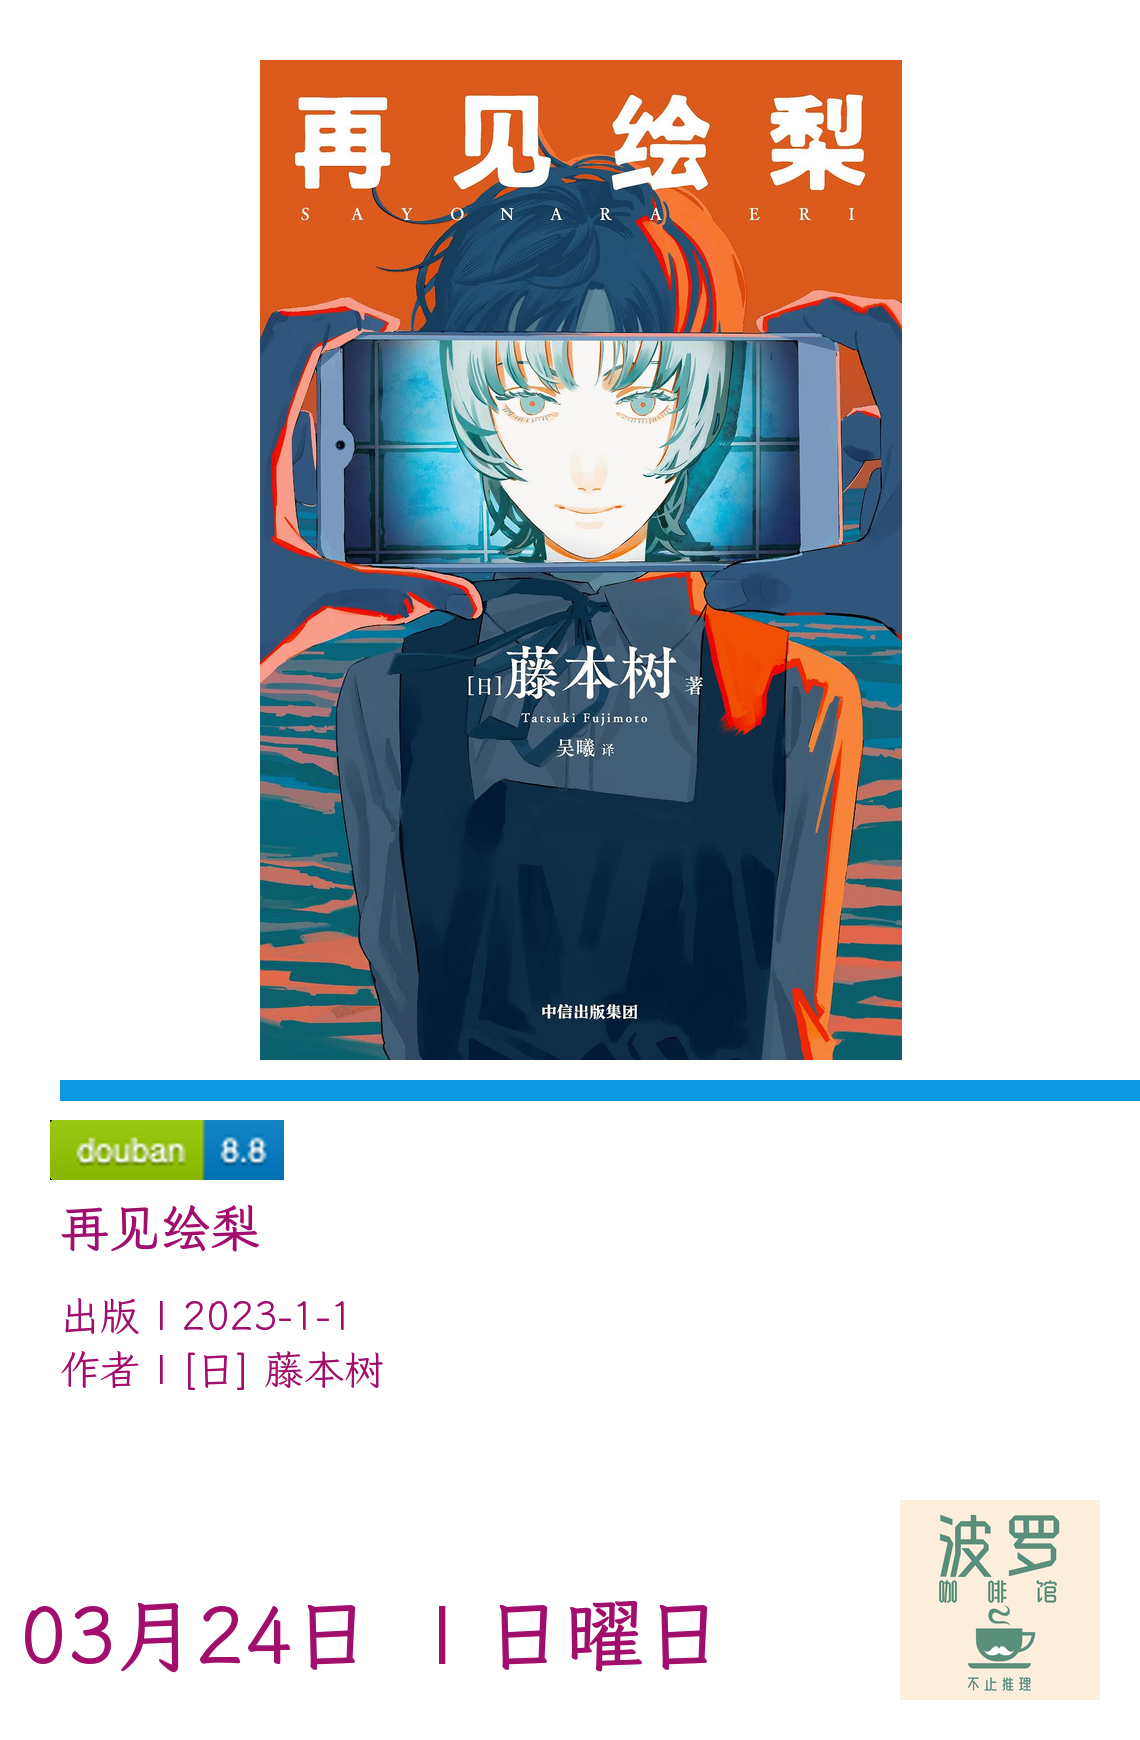 再见绘梨
SAYONARA ERI
[日]藤本树 著
Tatsuki Fujimoto
吴曦 译
中信出版集团
douban 8.8
再见绘梨
出版 | 2023-1-1
作者 | [日] 藤本树
03月24日 | 日曜日
波罗
咖啡馆
不止推理